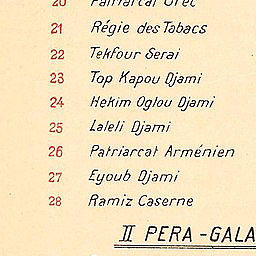 20 Patriarcat Grec
21 Régie des Tabacs
22 Tekfour Serai
23 Top Kapou Djami
24 Hekim Oglou Djami
25 Laleli Djami
26 Patriarcat Arménien
27 Eyoub Djami
28 Ramiz Caserne
II PERA-GALA